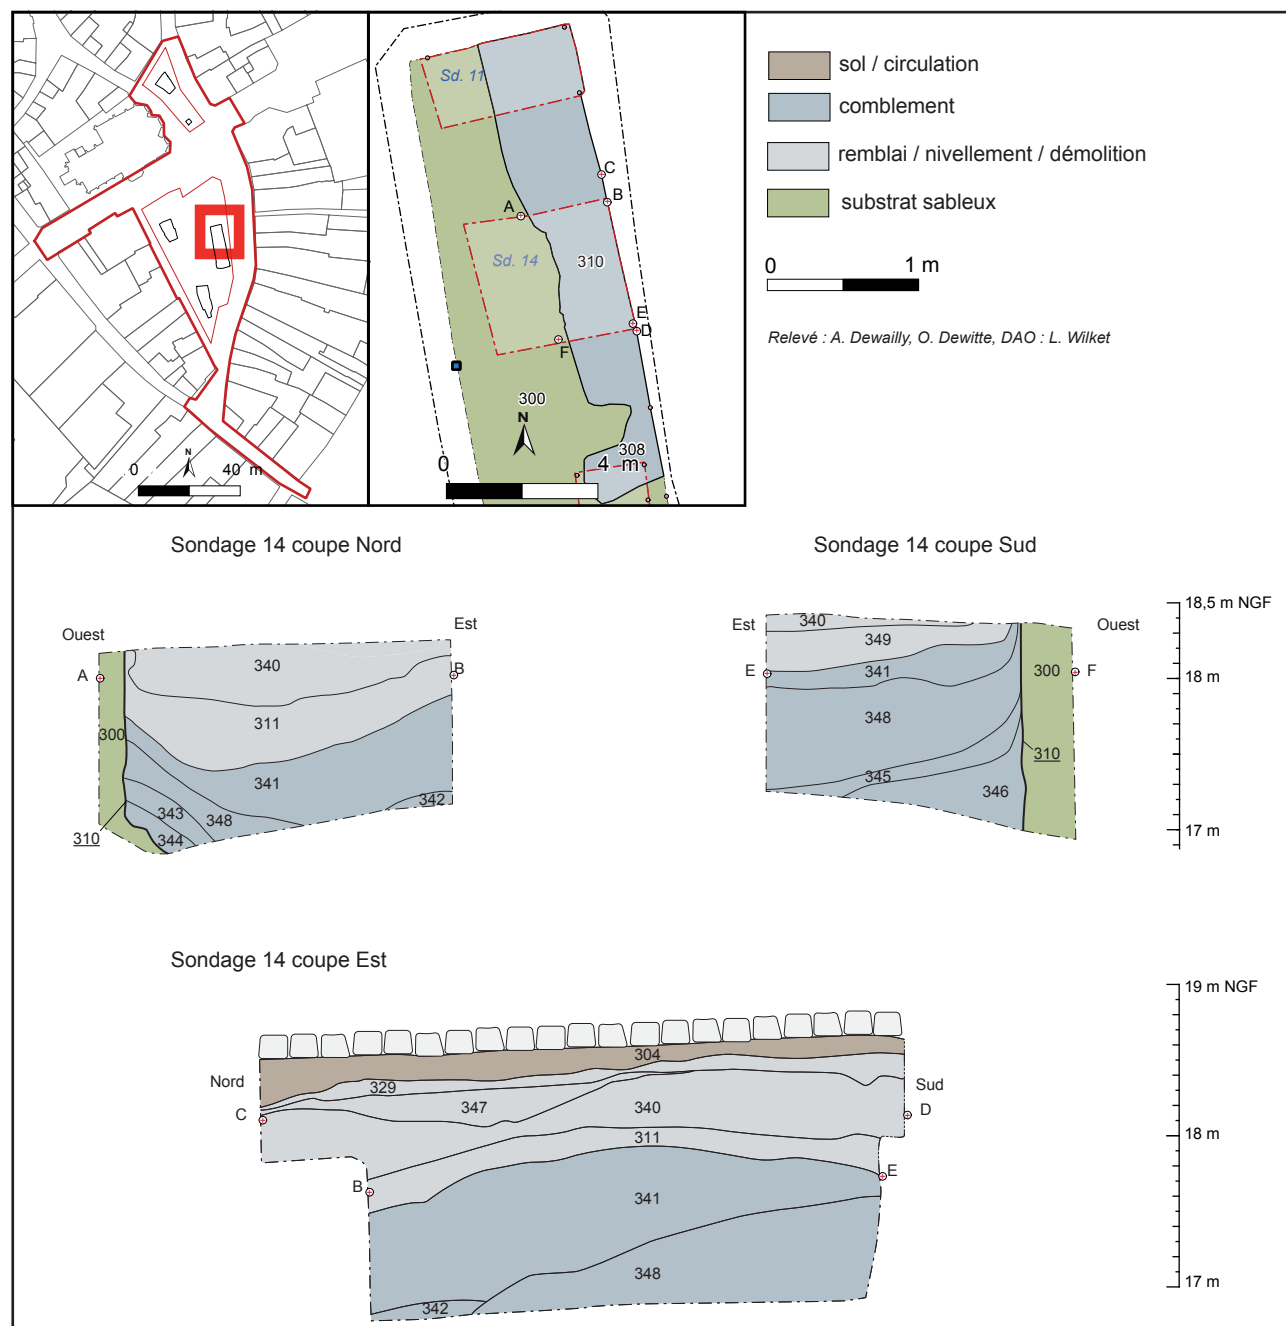 N
0 40 m
Sd. 11
C
B
A
Sd. 14
310
E
D
F
300
N
308
0 4 m
sol / circulation
comblement
remblai / nivellement / démolition
substrat sableux
0 1 m
Relevé : A. Dewailly, O. Dewitte, DAO : L. Wilket
Sondage 14 coupe Nord
Ouest
Est
A
B
340
311
300
341
342
343
348
344
310
Sondage 14 coupe Sud
Est
Ouest
340
349
E
341
300
F
348
310
345
346
18,5 m NGF
18 m
17 m
Sondage 14 coupe Est
19 m NGF
304
Nord
329
Sud
347
340
C
D
311
18 m
B
E
341
348
342
17 m